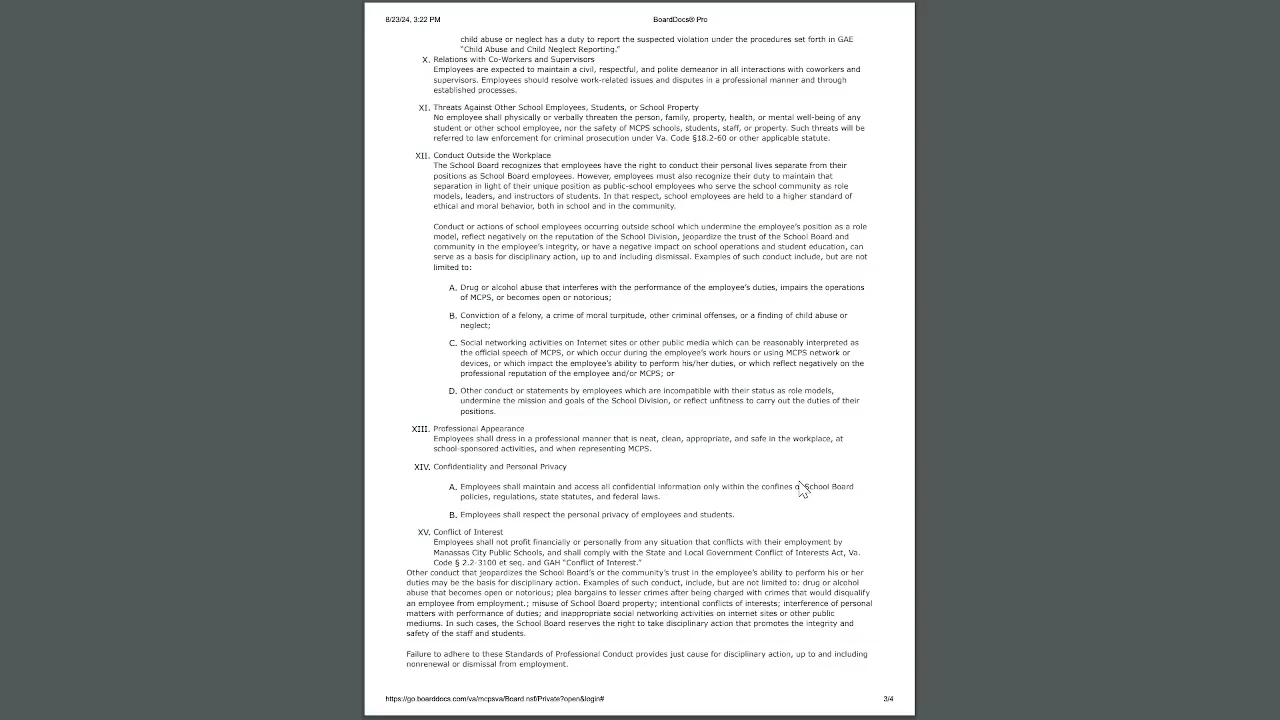 8/23/24, 3:22 PM BoardDocs® Pro
child abuse or neglect has a duty to report the suspected violation under the procedures set forth in GAE
"Child Abuse and Child Neglect Reporting."
X. Relations with Co-Workers and Supervisors
Employees are expected to maintain a civil, respectful, and polite demeanor in all interactions with coworkers and
supervisors. Employees should resolve work-related issues and disputes in a professional manner and through
established processes.
XI. Threats Against Other School Employees, Students, or School Property
No employee shall physically or verbally threaten the person, family, property, health, or mental well-being of any
student or other school employee, nor the safety of MCPS schools, students, staff, or property. Such threats will be
referred to law enforcement for criminal prosecution under Va. Code §18.2-60 or other applicable statute.
XII. Conduct Outside the Workplace
The School Board recognizes that employees have the right to conduct their personal lives separate from their
positions as School Board employees. However, employees must also recognize their duty to maintain that
separation in light of their unique position as public-school employees who serve the school community as role
models, leaders, and instructors of students. In that respect, school employees are held to a higher standard of
ethical and moral behavior, both in school and in the community.
Conduct or actions of school employees occurring outside school which undermine the employee's position as a role
model, reflect negatively on the reputation of the School Division, jeopardize the trust of the School Board and
community in the employee's integrity, or have a negative impact on school operations and student education, can
serve as a basis for disciplinary action, up to and including dismissal. Examples of such conduct include, but are not
limited to:
A. Drug or alcohol abuse that interferes with the performance of the employee's duties, impairs the operations
of MCPS, or becomes open or notorious;
B. Conviction of a felony, a crime of moral turpitude, other criminal offenses, or a finding of child abuse or
neglect;
C. Social networking activities on Internet sites or other public media which can be reasonably interpreted as
the official speech of MCPS, or which occur during the employee's work hours or using MCPS network or
devices, or which impact the employee's ability to perform his/her duties, or which reflect negatively on the
professional reputation of the employee and/or MCPS; or
D. Other conduct or statements by employees which are incompatible with their status as role models,
undermine the mission and goals of the School Division, or reflect unfitness to carry out the duties of their
positions.
XIII. Professional Appearance
Employees shall dress in a professional manner that is neat, clean, appropriate, and safe in the workplace, at
school-sponsored activities, and when representing MCPS.
XIV. Confidentiality and Personal Privacy
A. Employees shall maintain and access all confidential information only within the confines School Board
policies, regulations, state statutes, and federal laws.
B. Employees shall respect the personal privacy of employees and students.
XV. Conflict of Interest
Employees shall not profit financially or personally from any situation that conflicts with their employment by
Manassas City Public Schools, and shall comply with the State and Local Government Conflict of Interests Act, Va.
Code § 2.2-3100 et seq. and GAH "Conflict of Interest."
Other conduct that jeopardizes the School Board's or the community's trust in the employee's ability to perform his or her
duties may be the basis for disciplinary action. Examples of such conduct, include, but are not limited to: drug or alcohol
abuse that becomes open or notorious; plea bargains to lesser crimes after being charged with crimes that would disqualify
an employee from employment.; misuse of School Board property; intentional conflicts of interests; interference of personal
matters with performance of duties; and inappropriate social networking activities on internet sites or other public
mediums. In such cases, the School Board reserves the right to take disciplinary action that promotes the integrity and
safety of the staff and students.
Failure to adhere to these Standards of Professional Conduct provides just cause for disciplinary action, up to and including
nonrenewal or dismissal from employment.
https://go.boarddocs.com/va/mcpsva/Board.nsf/Private?open&login# 3/4